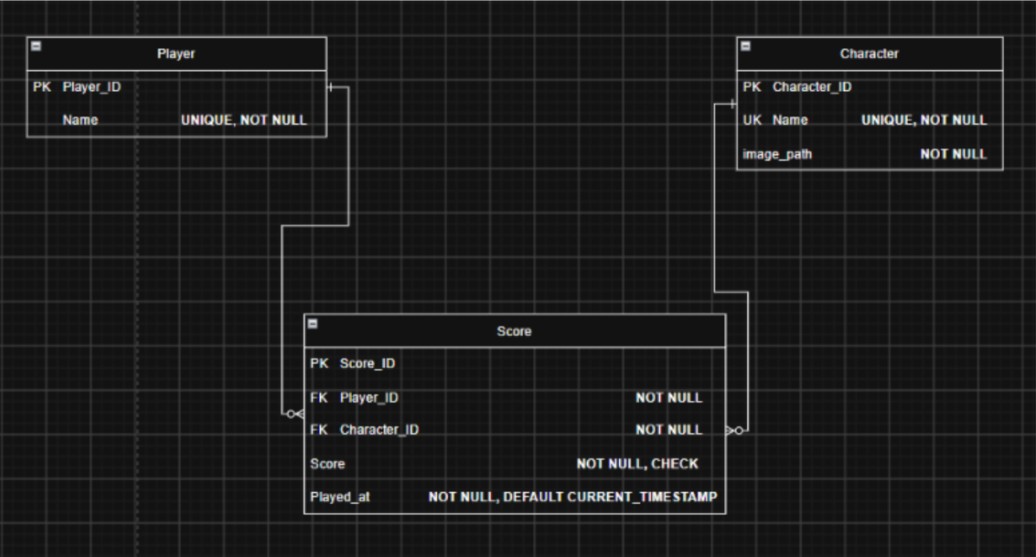 Player
PK Player_ID
Name UNIQUE, NOT NULL
Character
PK Character_ID
UK Name UNIQUE, NOT NULL
image_path NOT NULL
Score
PK Score_ID
FK Player_ID NOT NULL
FK Character_ID NOT NULL
Score NOT NULL, CHECK
Played_at NOT NULL, DEFAULT CURRENT_TIMESTAMP